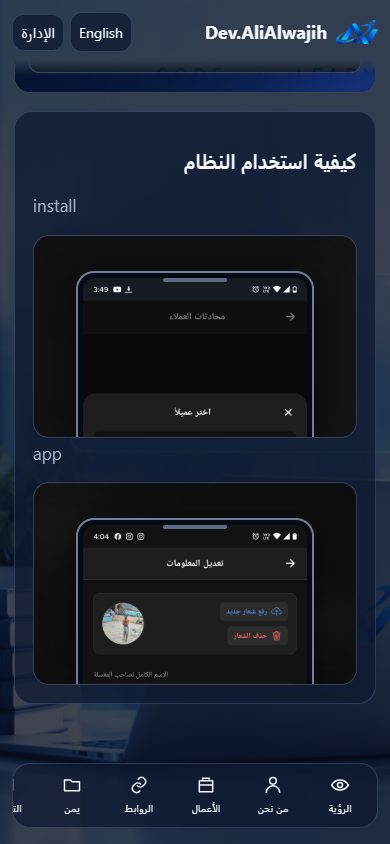 Dev.AliAlwajih
English
الإدارة
كيفية استخدام النظام
install
3:49
محادثات العملاء
اختر عميلاً
app
4:04
تعديل المعلومات
رفع شعار جديد
حذف الشعار
الاسم الكامل لصاحب المغسلة
الرؤية
من نحن
الأعمال
الروابط
يمن